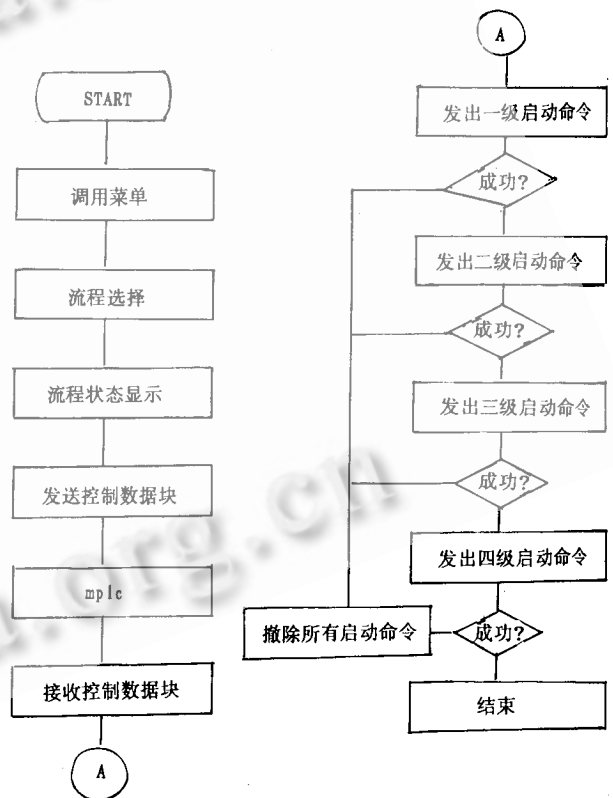 START
调用菜单
流程选择
流程状态显示
发送控制数据块
mplc
接收控制数据块
A
A
发出一级启动命令
成功?
发出二级启动命令
成功?
发出三级启动命令
成功?
发出四级启动命令
成功?
撤除所有启动命令
结束
.org.cn